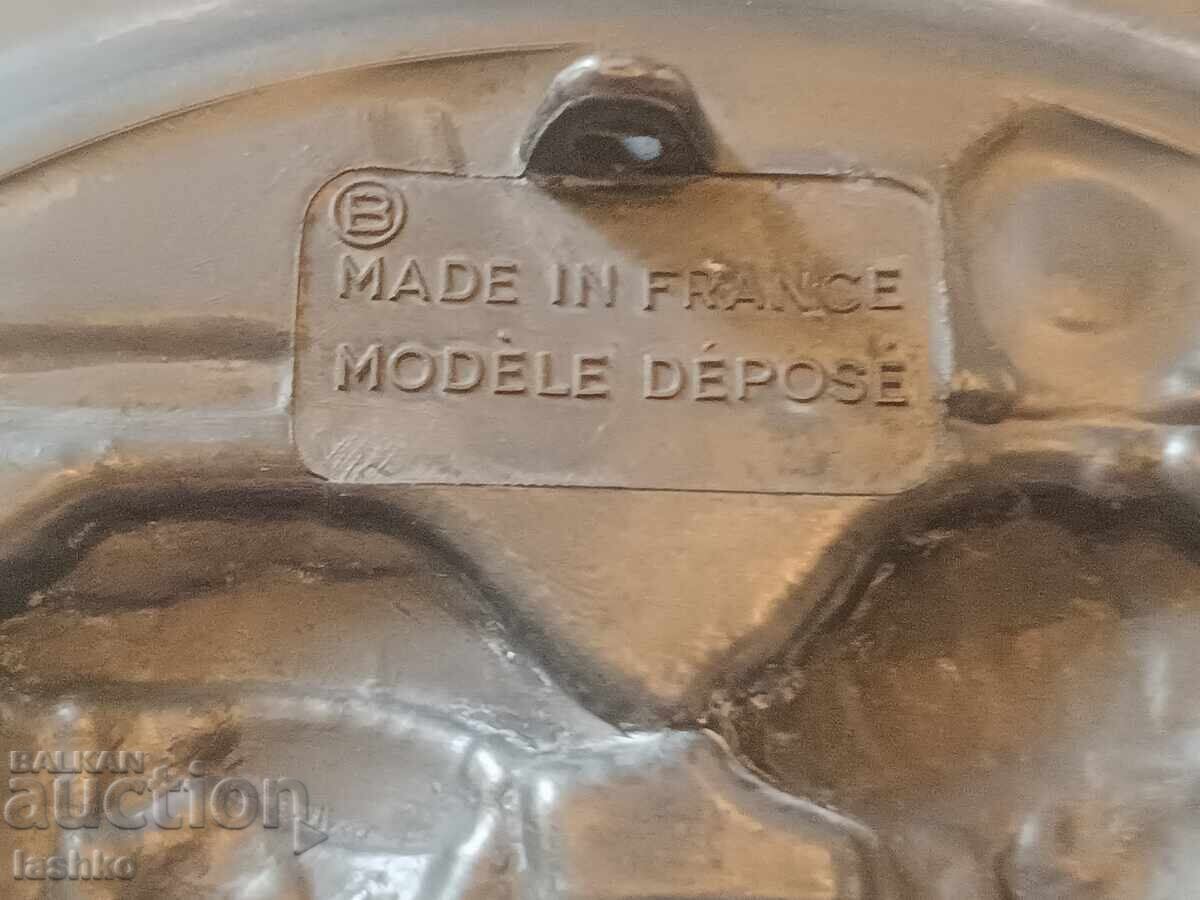 B
MADE IN FRANCE
MODÈLE DÉPOSÉ
BALKAN
auction
lashko